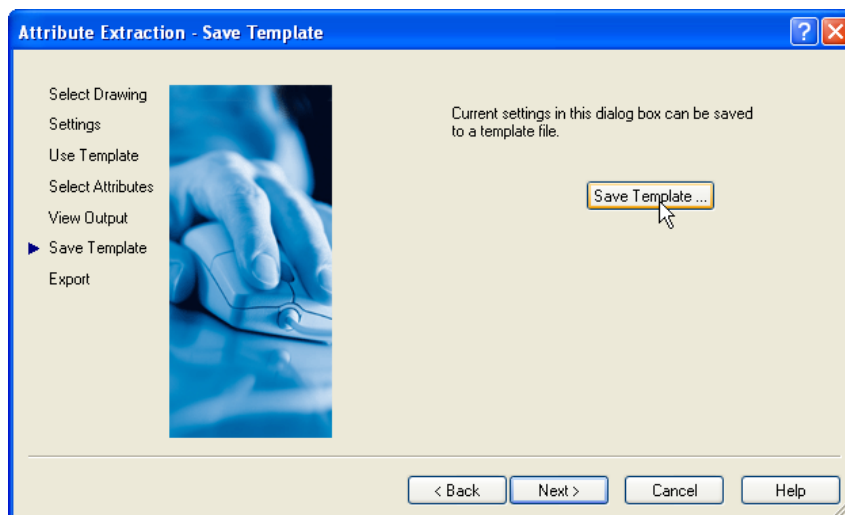 Attribute Extraction - Save Template
Select Drawing
Settings
Use Template
Select Attributes
View Output
Save Template
Export
Current settings in this dialog box can be saved
to a template file.
Save Template ...
< Back
Next >
Cancel
Help